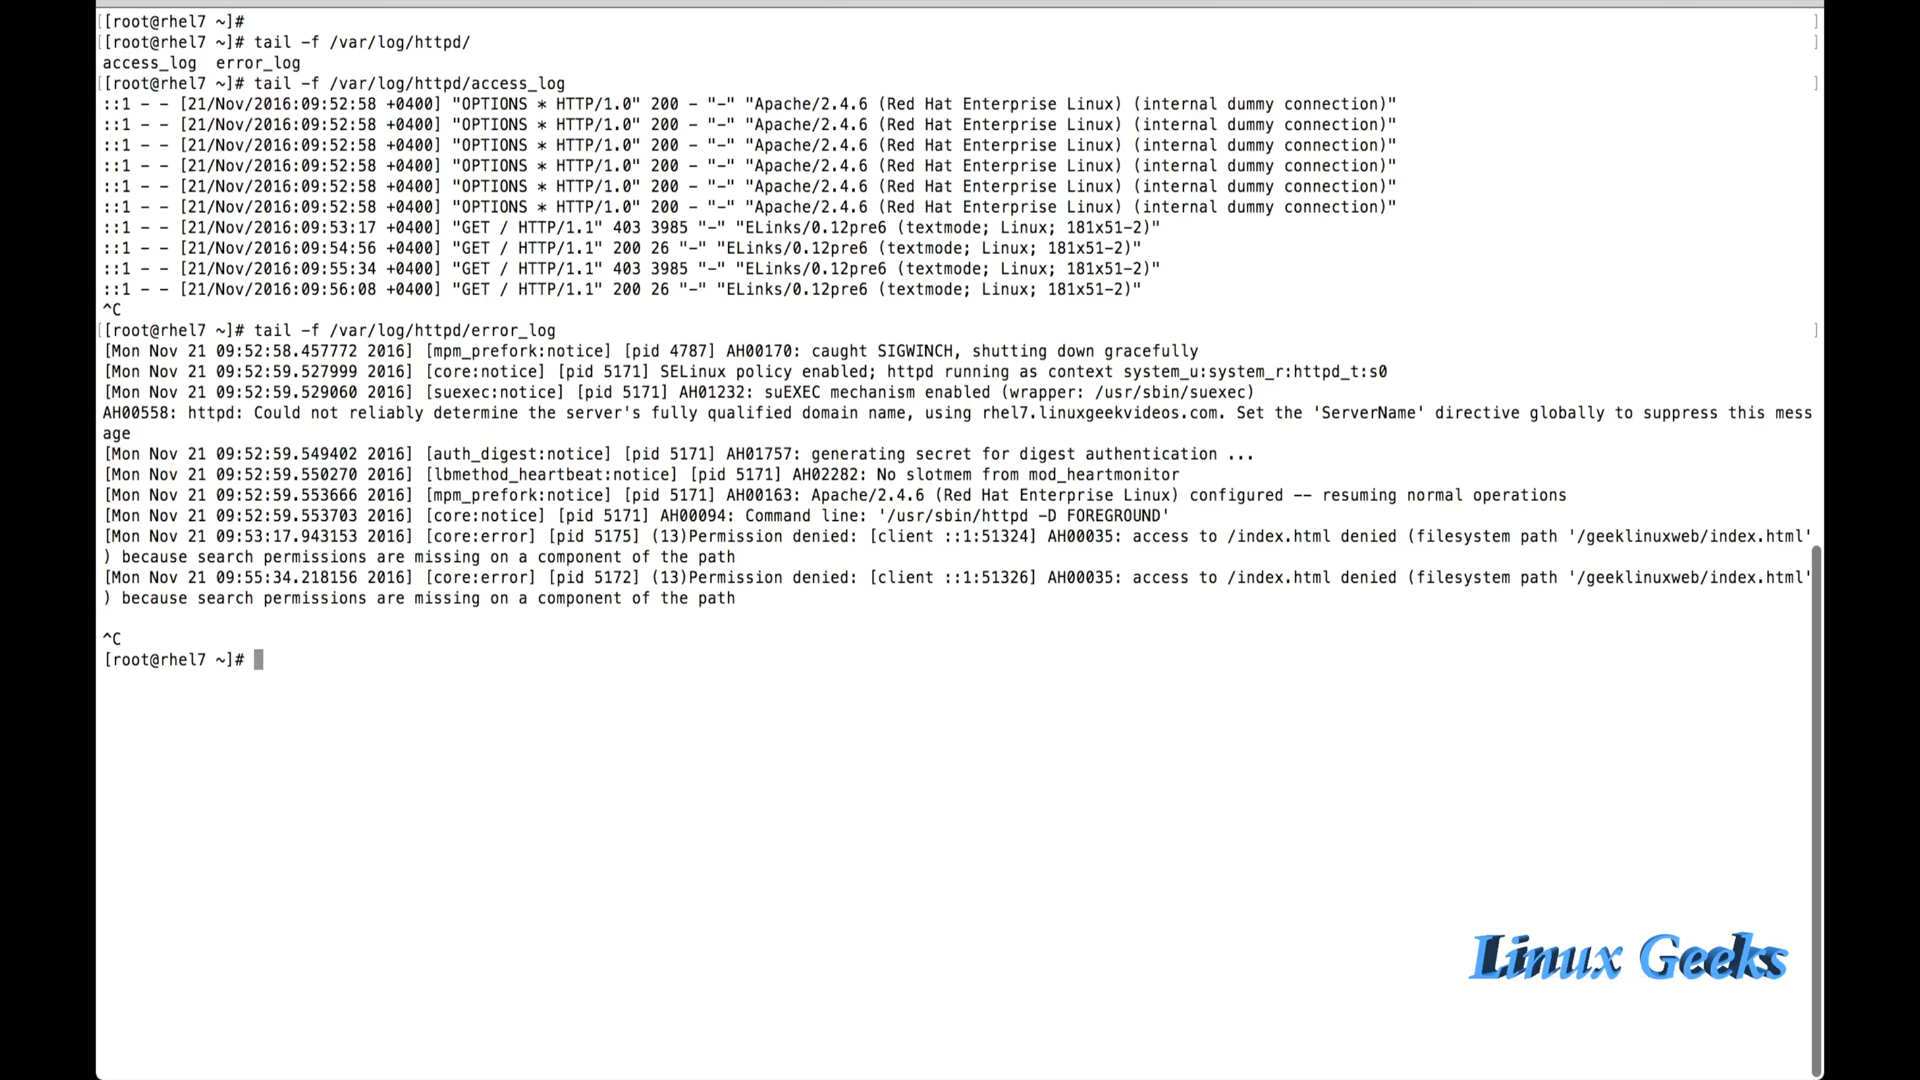 [[root@rhel7 ~]# ]
[[root@rhel7 ~]# tail -f /var/log/httpd/ ]
access_log  error_log
[[root@rhel7 ~]# tail -f /var/log/httpd/access_log ]
::1 - - [21/Nov/2016:09:52:58 +0400] "OPTIONS * HTTP/1.0" 200 - "-" "Apache/2.4.6 (Red Hat Enterprise Linux) (internal dummy connection)"
::1 - - [21/Nov/2016:09:52:58 +0400] "OPTIONS * HTTP/1.0" 200 - "-" "Apache/2.4.6 (Red Hat Enterprise Linux) (internal dummy connection)"
::1 - - [21/Nov/2016:09:52:58 +0400] "OPTIONS * HTTP/1.0" 200 - "-" "Apache/2.4.6 (Red Hat Enterprise Linux) (internal dummy connection)"
::1 - - [21/Nov/2016:09:52:58 +0400] "OPTIONS * HTTP/1.0" 200 - "-" "Apache/2.4.6 (Red Hat Enterprise Linux) (internal dummy connection)"
::1 - - [21/Nov/2016:09:52:58 +0400] "OPTIONS * HTTP/1.0" 200 - "-" "Apache/2.4.6 (Red Hat Enterprise Linux) (internal dummy connection)"
::1 - - [21/Nov/2016:09:52:58 +0400] "OPTIONS * HTTP/1.0" 200 - "-" "Apache/2.4.6 (Red Hat Enterprise Linux) (internal dummy connection)"
::1 - - [21/Nov/2016:09:53:17 +0400] "GET / HTTP/1.1" 403 3985 "-" "ELinks/0.12pre6 (textmode; Linux; 181x51-2)"
::1 - - [21/Nov/2016:09:54:56 +0400] "GET / HTTP/1.1" 200 26 "-" "ELinks/0.12pre6 (textmode; Linux; 181x51-2)"
::1 - - [21/Nov/2016:09:55:34 +0400] "GET / HTTP/1.1" 403 3985 "-" "ELinks/0.12pre6 (textmode; Linux; 181x51-2)"
::1 - - [21/Nov/2016:09:56:08 +0400] "GET / HTTP/1.1" 200 26 "-" "ELinks/0.12pre6 (textmode; Linux; 181x51-2)"
^C
[[root@rhel7 ~]# tail -f /var/log/httpd/error_log ]
[Mon Nov 21 09:52:58.457772 2016] [mpm_prefork:notice] [pid 4787] AH00170: caught SIGWINCH, shutting down gracefully
[Mon Nov 21 09:52:59.527999 2016] [core:notice] [pid 5171] SELinux policy enabled; httpd running as context system_u:system_r:httpd_t:s0
[Mon Nov 21 09:52:59.529060 2016] [suexec:notice] [pid 5171] AH01232: suEXEC mechanism enabled (wrapper: /usr/sbin/suexec)
AH00558: httpd: Could not reliably determine the server's fully qualified domain name, using rhel7.linuxgeekvideos.com. Set the 'ServerName' directive globally to suppress this mess
age
[Mon Nov 21 09:52:59.549402 2016] [auth_digest:notice] [pid 5171] AH01757: generating secret for digest authentication ...
[Mon Nov 21 09:52:59.550270 2016] [lbmethod_heartbeat:notice] [pid 5171] AH02282: No slotmem from mod_heartmonitor
[Mon Nov 21 09:52:59.553666 2016] [mpm_prefork:notice] [pid 5171] AH00163: Apache/2.4.6 (Red Hat Enterprise Linux) configured -- resuming normal operations
[Mon Nov 21 09:52:59.553703 2016] [core:notice] [pid 5171] AH00094: Command line: '/usr/sbin/httpd -D FOREGROUND'
[Mon Nov 21 09:53:17.943153 2016] [core:error] [pid 5175] (13)Permission denied: [client ::1:51324] AH00035: access to /index.html denied (filesystem path '/geeklinuxweb/index.html'
) because search permissions are missing on a component of the path
[Mon Nov 21 09:55:34.218156 2016] [core:error] [pid 5172] (13)Permission denied: [client ::1:51326] AH00035: access to /index.html denied (filesystem path '/geeklinuxweb/index.html'
) because search permissions are missing on a component of the path
^C
[root@rhel7 ~]#
Linux Geeks